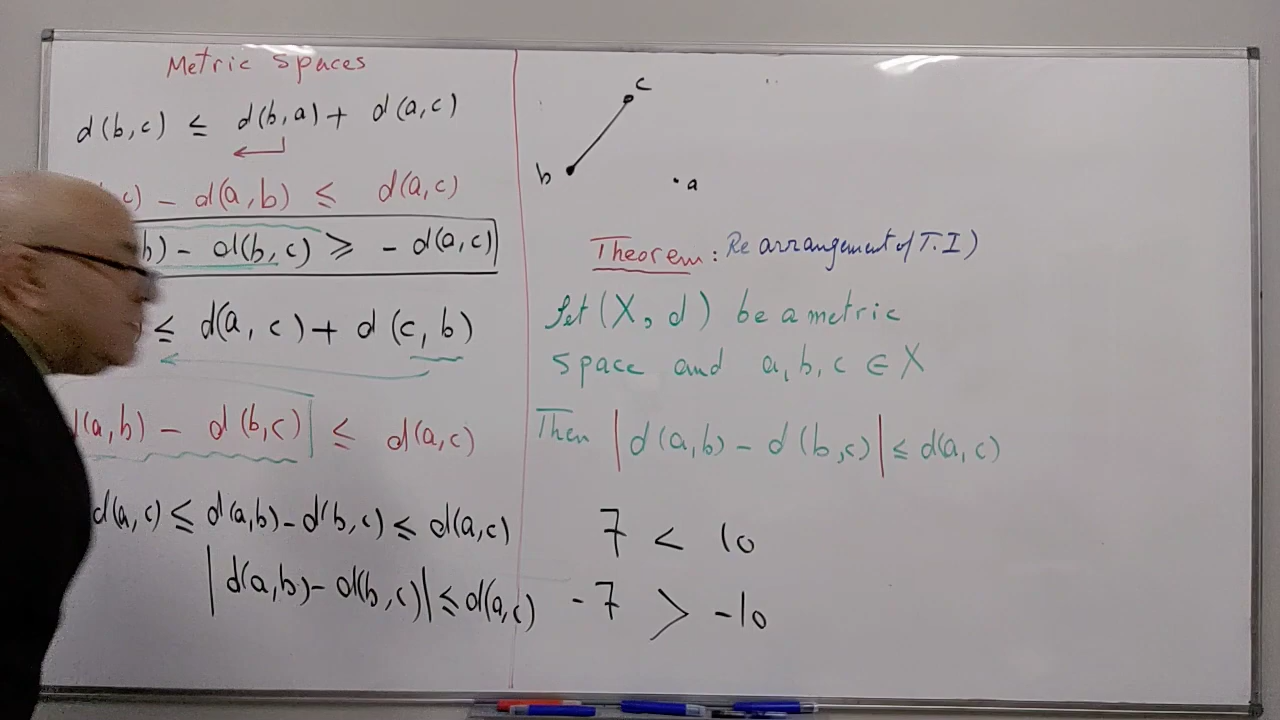 Metric Spaces
d(b,c) ≤ d(b,a) + d(a,c)
c) - d(a,b) ≤ d(a,c)
b) - d(b,c) ≥ - d(a,c)
≤ d(a,c) + d(c,b)
d(a,b) - d(b,c)| ≤ d(a,c)
d(a,c) ≤ d(a,b) - d(b,c) ≤ d(a,c)
|d(a,b) - d(b,c)| ≤ d(a,c)
c
b
a
Theorem: Rearrangement of T.I)
Let (X, d) be a metric
space and a, b, c ∈ X
Then |d(a,b) - d(b,c)| ≤ d(a,c)
7 < 10
-7 > -10